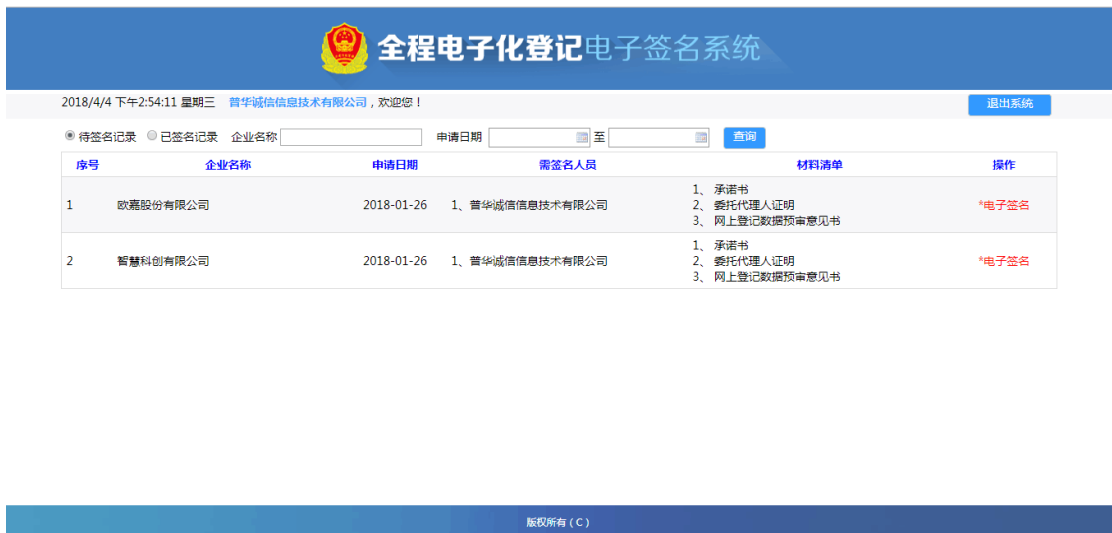 全程电子化登记电子签名系统
2018/4/4 下午2:54:11 星期三 普华诚信信息技术有限公司，欢迎您！ 退出系统
待签名记录 已签名记录 企业名称 申请日期 至 查询
序号 企业名称 申请日期 需签名人员 材料清单 操作
1 欧嘉股份有限公司 2018-01-26 1、普华诚信信息技术有限公司 1、 承诺书
2、 委托代理人证明
3、 网上登记数据预审意见书 *电子签名
2 智慧科创有限公司 2018-01-26 1、普华诚信信息技术有限公司 1、 承诺书
2、 委托代理人证明
3、 网上登记数据预审意见书 *电子签名
版权所有 ( C )